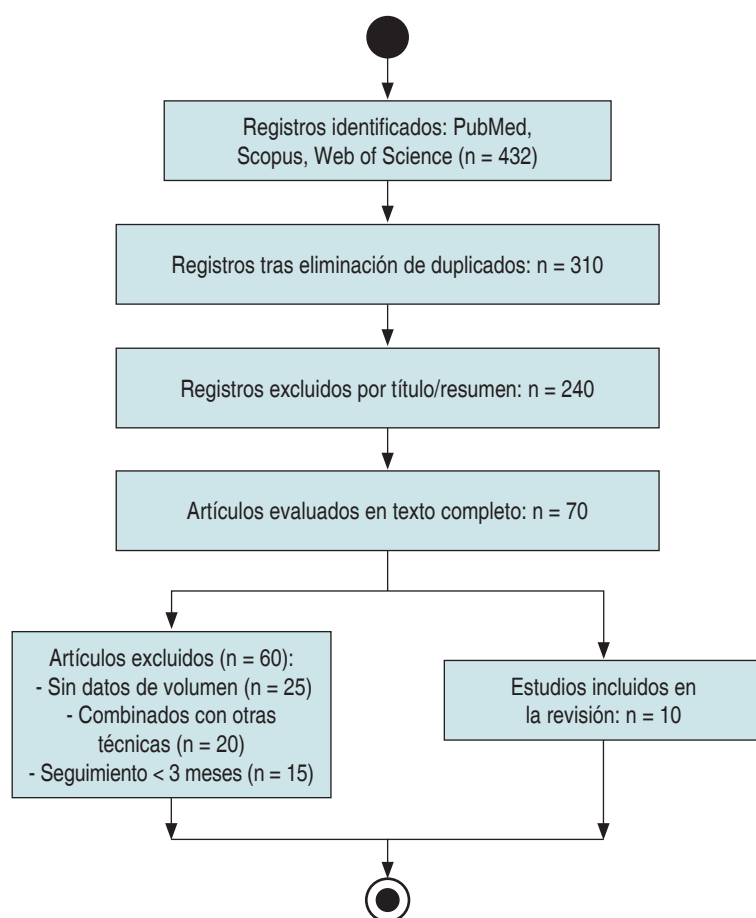 Registros identificados: PubMed,
Scopus, Web of Science (n = 432)
Registros tras eliminación de duplicados: n = 310
Registros excluidos por título/resumen: n = 240
Artículos evaluados en texto completo: n = 70
Artículos excluidos (n = 60):
- Sin datos de volumen (n = 25)
- Combinados con otras
técnicas (n = 20)
- Seguimiento < 3 meses (n = 15)
Estudios incluidos en
la revisión: n = 10